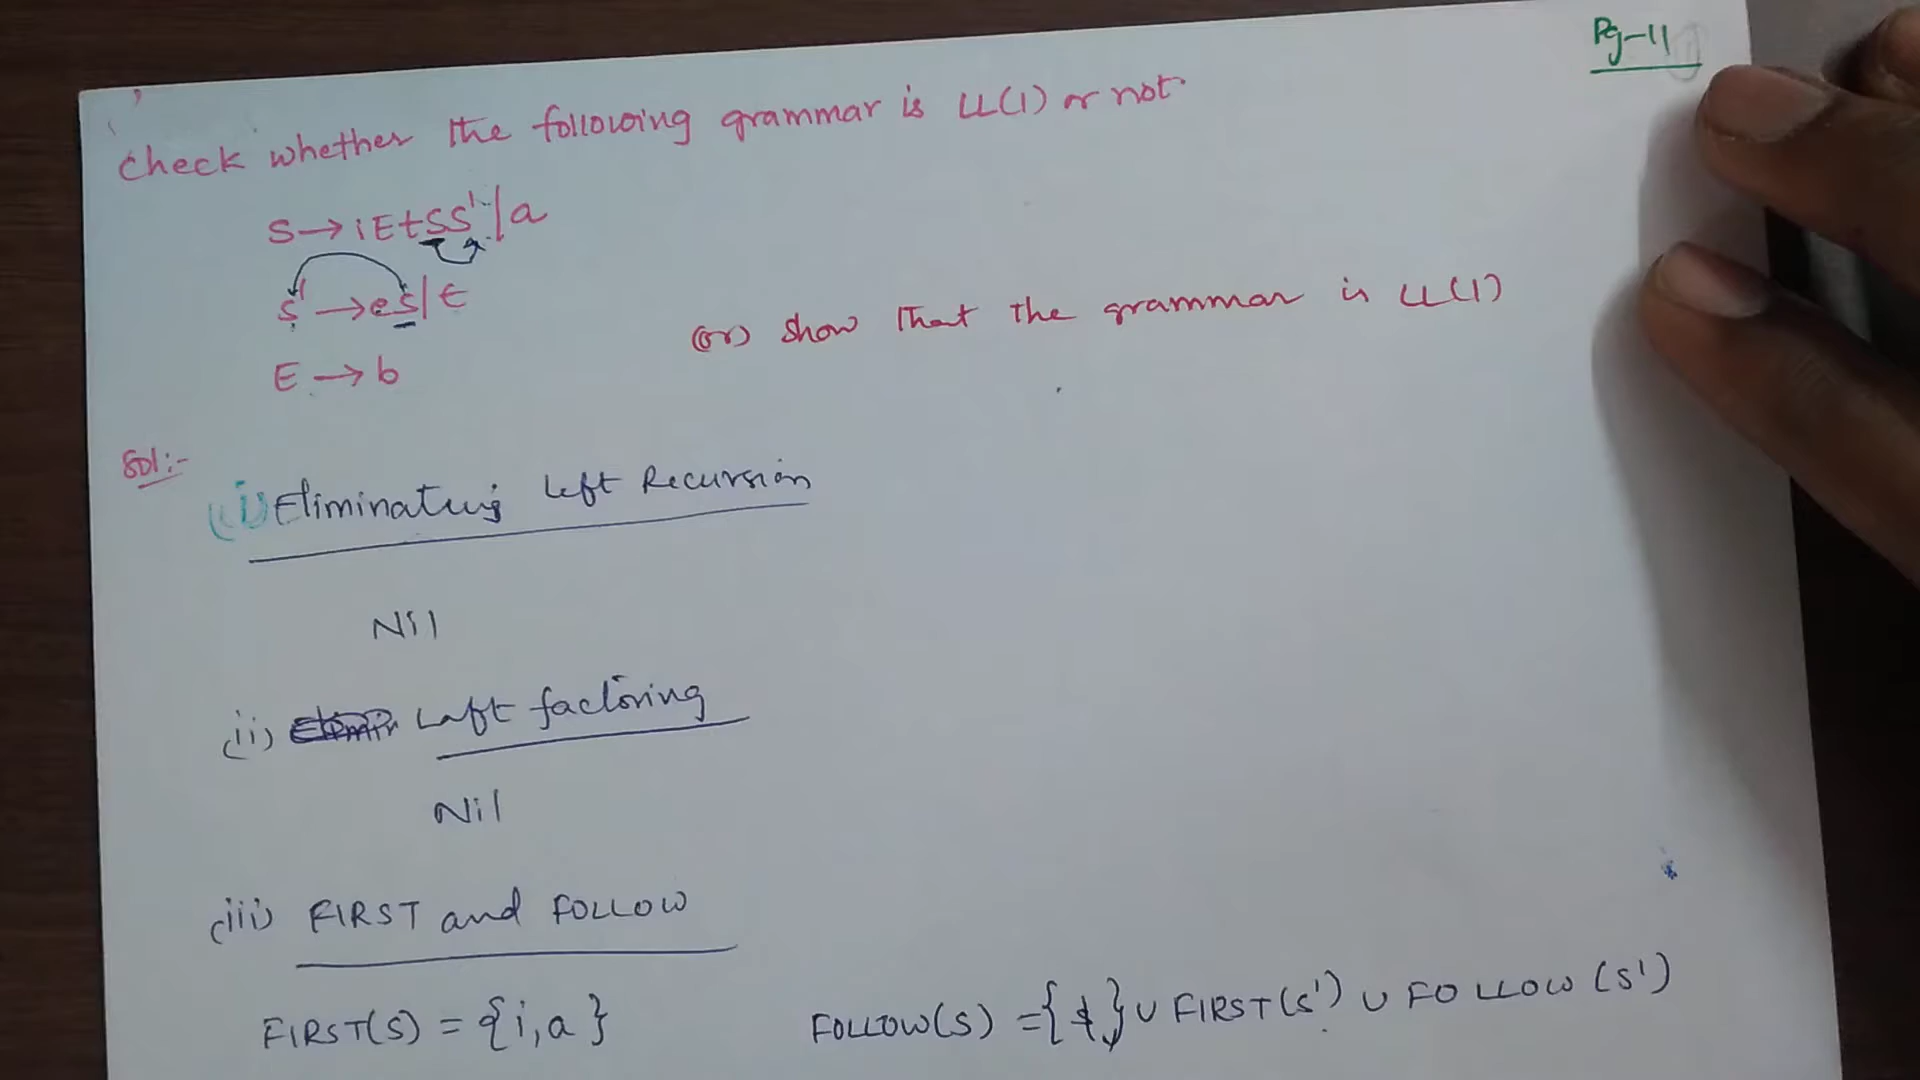 Pg-11
Check whether the following grammar is LL(1) or not.
S→iEtSS'|a
S'→eS|ϵ
(or) show that the grammar is LL(1)
E→b
Sol:-
(i) Eliminating Left Recursion
Nil
(ii) Left factoring
Nil
(iii) FIRST and FOLLOW
FIRST(S) = {i,a} FOLLOW(S) = {$} ∪ FIRST(S') ∪ FOLLOW(S')